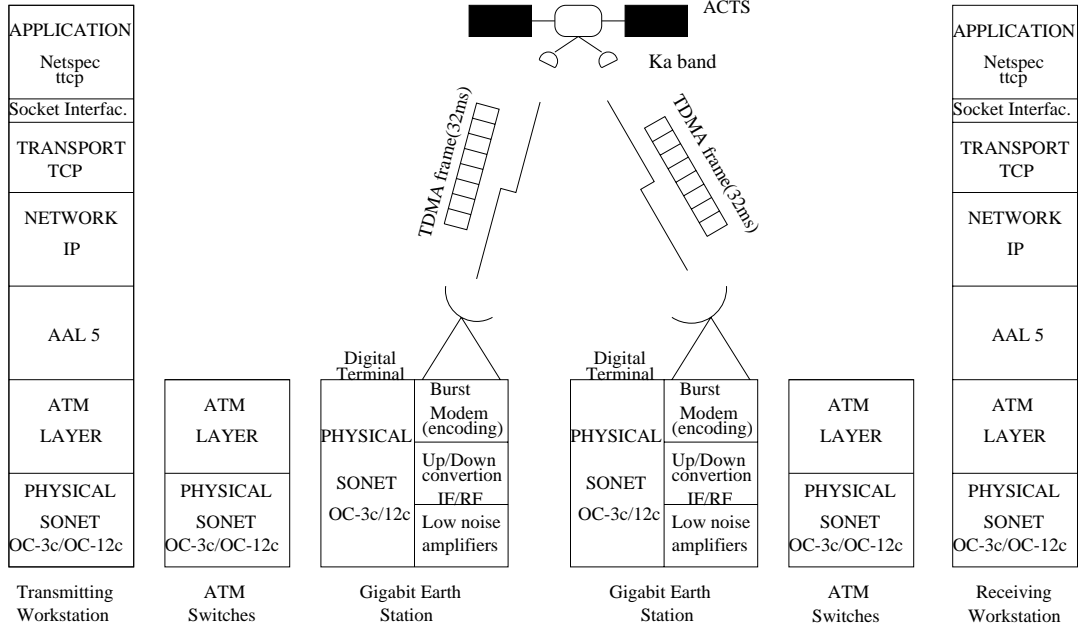 ACTS
Ka band
TDMA frame(32ms)
TDMA frame(32ms)
APPLICATION
Netspec
ttcp
Socket Interfac.
TRANSPORT
TCP
NETWORK
IP
AAL 5
ATM
LAYER
PHYSICAL
SONET
OC-3c/OC-12c
Transmitting
Workstation
ATM
LAYER
PHYSICAL
SONET
OC-3c/OC-12c
ATM
Switches
Digital
Terminal
PHYSICAL
SONET
OC-3c/12c
Burst
Modem
(encoding)
Up/Down
convertion
IF/RF
Low noise
amplifiers
Gigabit Earth
Station
Digital
Terminal
PHYSICAL
SONET
OC-3c/12c
Burst
Modem
(encoding)
Up/Down
convertion
IF/RF
Low noise
amplifiers
Gigabit Earth
Station
ATM
LAYER
PHYSICAL
SONET
OC-3c/OC-12c
ATM
Switches
APPLICATION
Netspec
ttcp
Socket Interfac.
TRANSPORT
TCP
NETWORK
IP
AAL 5
ATM
LAYER
PHYSICAL
SONET
OC-3c/OC-12c
Receiving
Workstation